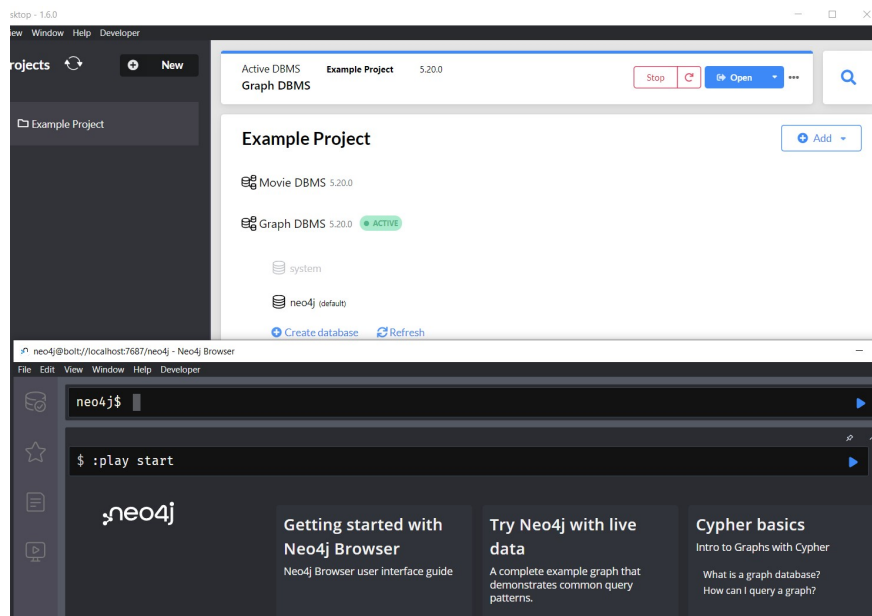 sktop - 1.6.0
iew Window Help Developer
rojects
New
Active DBMS Example Project 5.20.0
Graph DBMS
Stop
Open
Example Project
Example Project
Add
Movie DBMS 5.20.0
Graph DBMS 5.20.0 ACTIVE
system
neo4j (default)
Create database Refresh
neo4j@bolt://localhost:7687/neo4j - Neo4j Browser
File Edit View Window Help Developer
neo4j$
$ :play start
neo4j
Getting started with
Neo4j Browser
Neo4j Browser user interface guide
Try Neo4j with live
data
A complete example graph that
demonstrates common query
patterns.
Cypher basics
Intro to Graphs with Cypher
What is a graph database?
How can I query a graph?